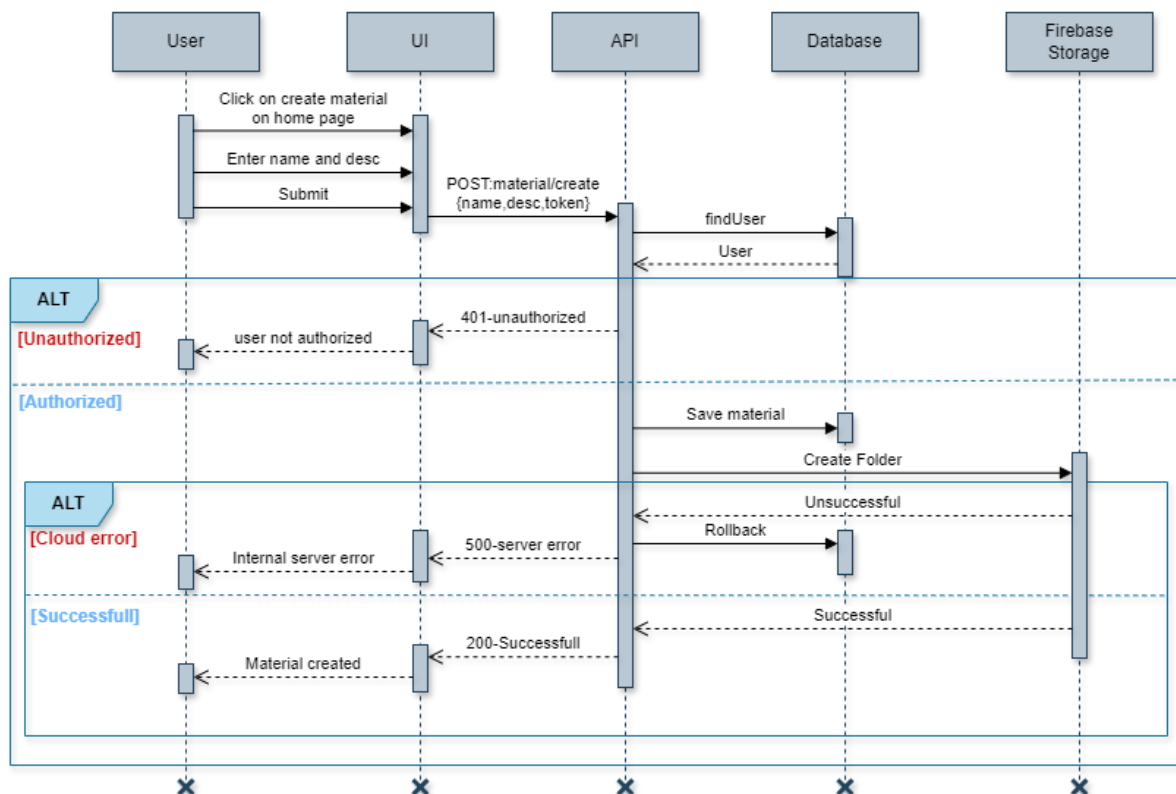 User
UI
API
Database
Firebase
Storage
Click on create material
on home page
Enter name and desc
Submit
POST:material/create
{name,desc,token}
findUser
User
ALT
[Unauthorized]
401-unauthorized
user not authorized
[Authorized]
Save material
Create Folder
ALT
Unsuccessful
[Cloud error]
Rollback
500-server error
Internal server error
[Successfull]
Successful
200-Successfull
Material created